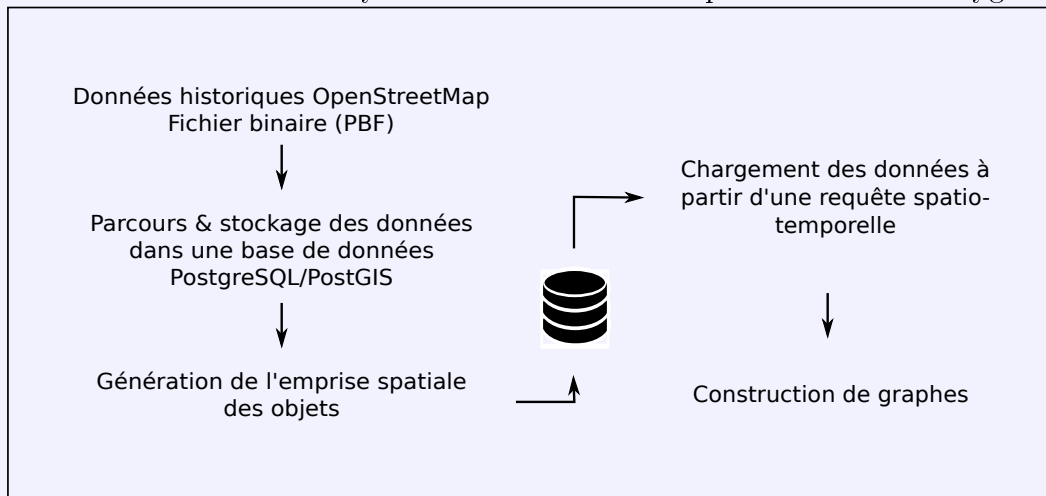 Données historiques OpenStreetMap
Fichier binaire (PBF)
Parcours & stockage des données
dans une base de données
PostgreSQL/PostGIS
Génération de l'emprise spatiale
des objets
Chargement des données à
partir d'une requête spatio-
temporelle
Construction de graphes